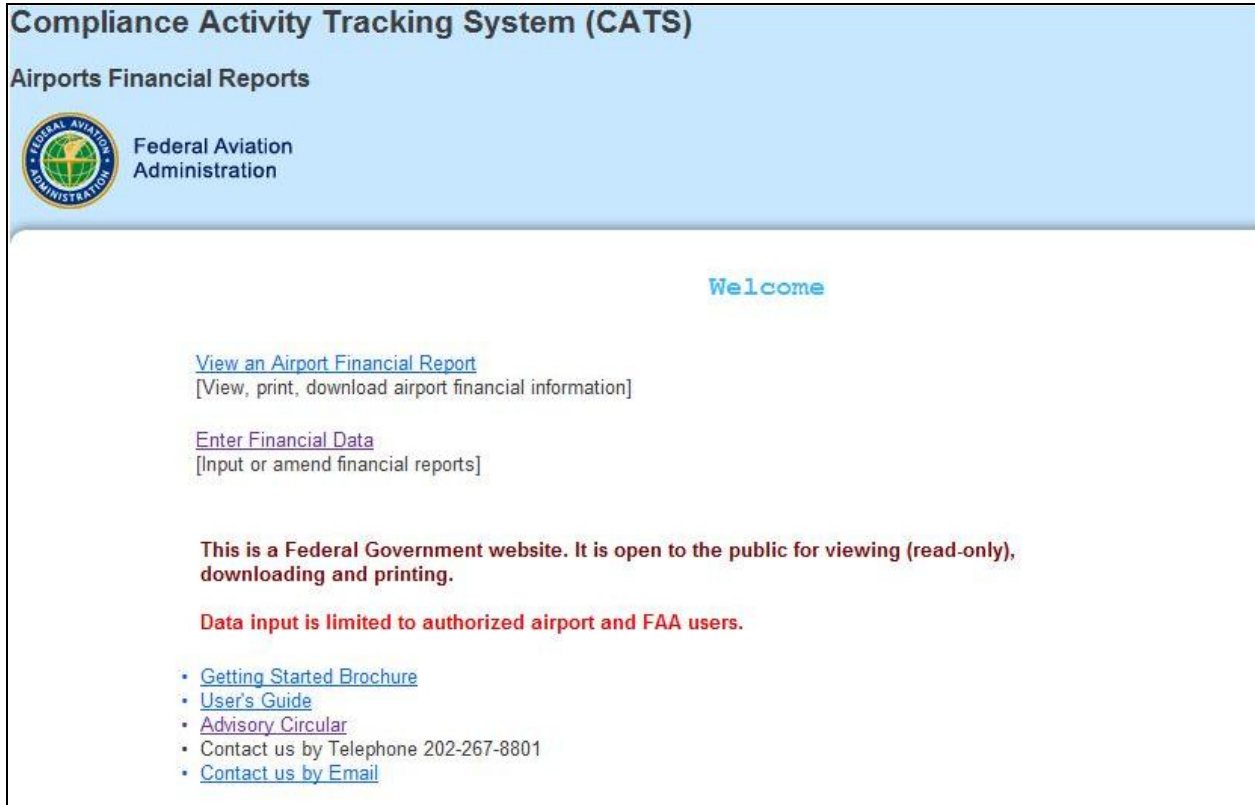 Compliance Activity Tracking System (CATS)
Airports Financial Reports
FEDERAL AVIATION ADMINISTRATION
Federal Aviation
Administration
Welcome
View an Airport Financial Report
[View, print, download airport financial information]
Enter Financial Data
[Input or amend financial reports]
This is a Federal Government website. It is open to the public for viewing (read-only),
downloading and printing.
Data input is limited to authorized airport and FAA users.
• Getting Started Brochure
• User's Guide
• Advisory Circular
• Contact us by Telephone 202-267-8801
• Contact us by Email